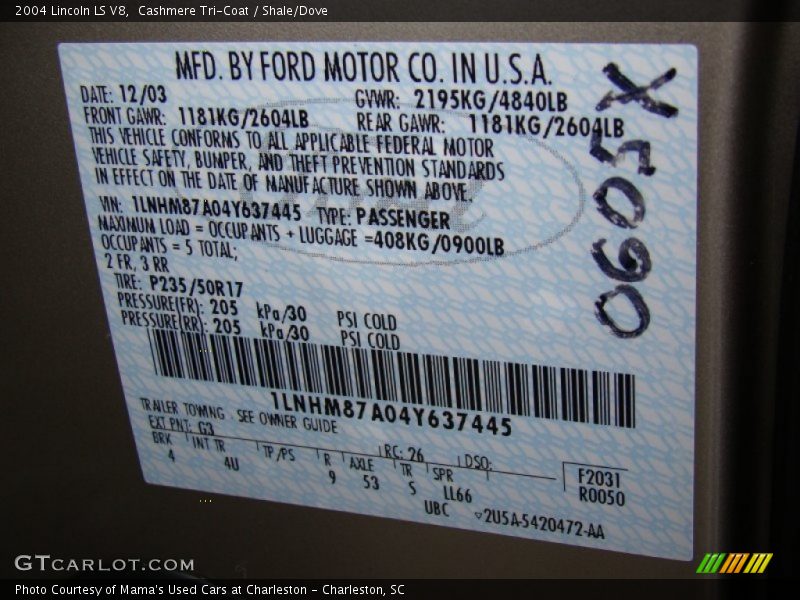 2004 Lincoln LS V8,  Cashmere Tri-Coat / Shale/Dove
MFD. BY FORD MOTOR CO. IN U.S.A.
DATE: 12/03 GVWR: 2195KG/4840LB
FRONT GAWR: 1181KG/2604LB REAR GAWR: 1181KG/2604LB
THIS VEHICLE CONFORMS TO ALL APPLICABLE FEDERAL MOTOR
VEHICLE SAFETY, BUMPER, AND THEFT PREVENTION STANDARDS
IN EFFECT ON THE DATE OF MANUFACTURE SHOWN ABOVE.
VIN: 1LNHM87A04Y637445 TYPE: PASSENGER
MAXIMUM LOAD = OCCUPANTS + LUGGAGE =408KG/0900LB
OCCUPANTS = 5 TOTAL;
2 FR, 3 RR
TIRE: P235/50R17
PRESSURE(FR): 205 kPa/30 PSI COLD
PRESSURE(RR): 205 kPa/30 PSI COLD
1LNHM87A04Y637445
TRAILER TOWING - SEE OWNER GUIDE
EXT PNT: G3 RC: 26 DSO:
BRK INT TR TP/PS R AXLE TR SPR
4 4U 9 53 S LL66
F2031
R0050
UBC ▽2U5A-5420472-AA
0605X
GTCARLOT.COM
Photo Courtesy of Mama's Used Cars at Charleston - Charleston, SC